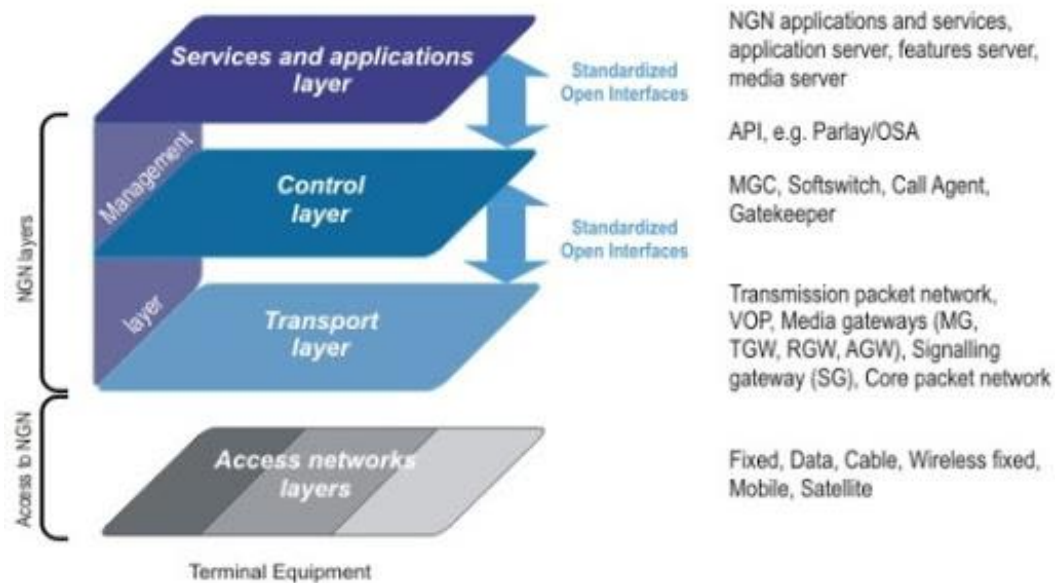 Services and applications
layer
Standardized
Open Interfaces
NGN applications and services,
application server, features server,
media server
API, e.g. Parlay/OSA
NGN layers
Management
layer
Control
layer
Standardized
Open Interfaces
MGC, Softswitch, Call Agent,
Gatekeeper
Transport
layer
Transmission packet network,
VOP, Media gateways (MG,
TGW, RGW, AGW), Signalling
gateway (SG), Core packet network
Access to NGN
Access networks
layers
Fixed, Data, Cable, Wireless fixed,
Mobile, Satellite
Terminal Equipment